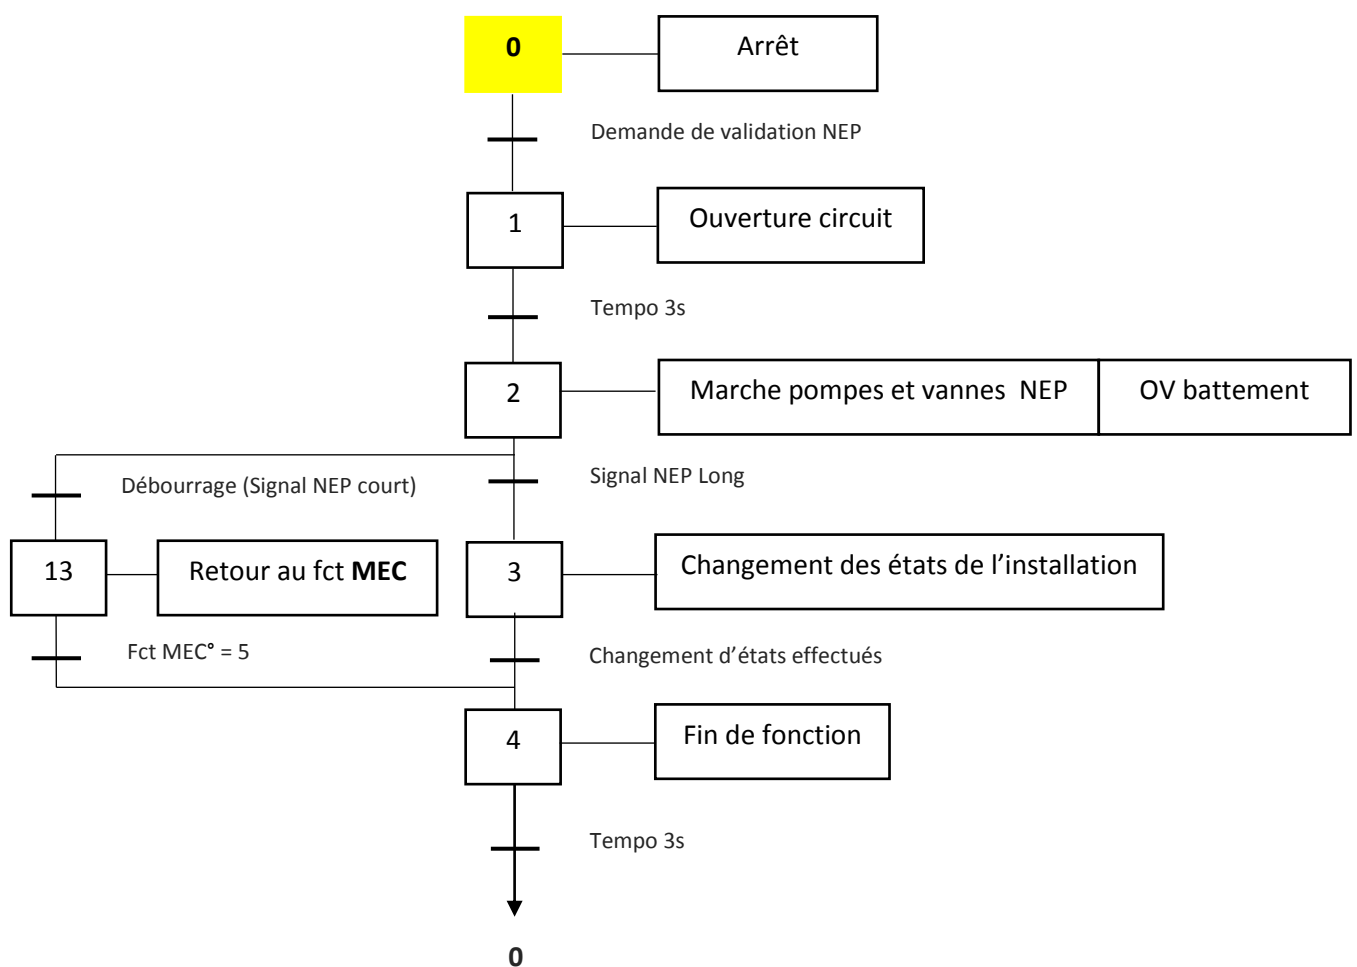 0
Arrêt
Demande de validation NEP
1
Ouverture circuit
Tempo 3s
2
Marche pompes et vannes NEP
OV battement
Débourrage (Signal NEP court)
Signal NEP Long
13
Retour au fct MEC
3
Changement des états de l’installation
Fct MEC° = 5
Changement d’états effectués
4
Fin de fonction
Tempo 3s
0